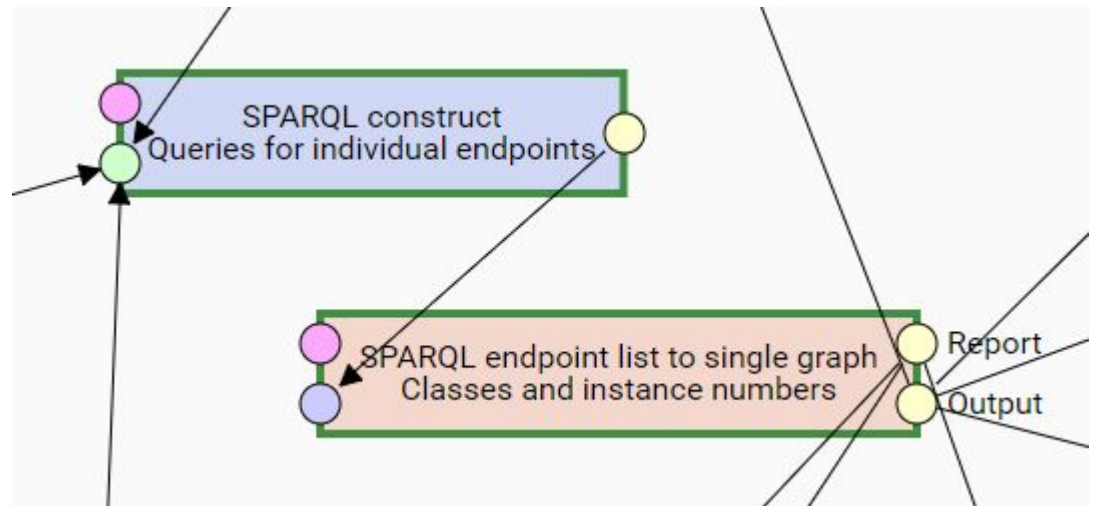 SPARQL construct
Queries for individual endpoints
SPARQL endpoint list to single graph
Classes and instance numbers
Report
Output